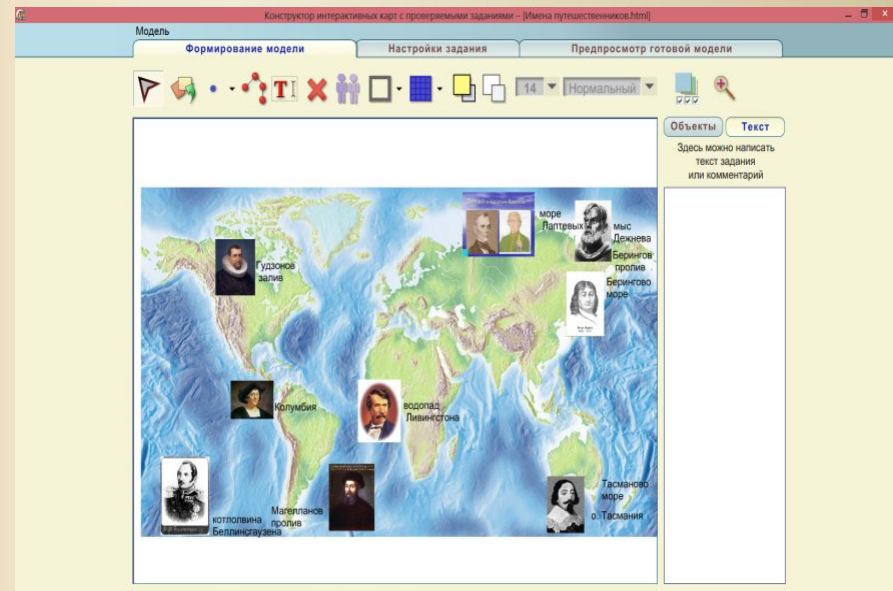 Конструктор интерактивных карт с проверяемыми заданиями – [Имена путешественников.html]
Модель
Формирование модели
Настройки задания
Предпросмотр готовой модели
T
14
Нормальный
Объекты
Текст
Здесь можно написать
текст задания
или комментарий
море
Лаптевых
мыс
Дежнева
Берингов
пролив
Берингово
море
Гудзонов
залив
Колумбия
водопад
Ливингстона
Тасманово
море
о. Тасмания
Магелланов
пролив
котлолвина
Беллинсгаузена